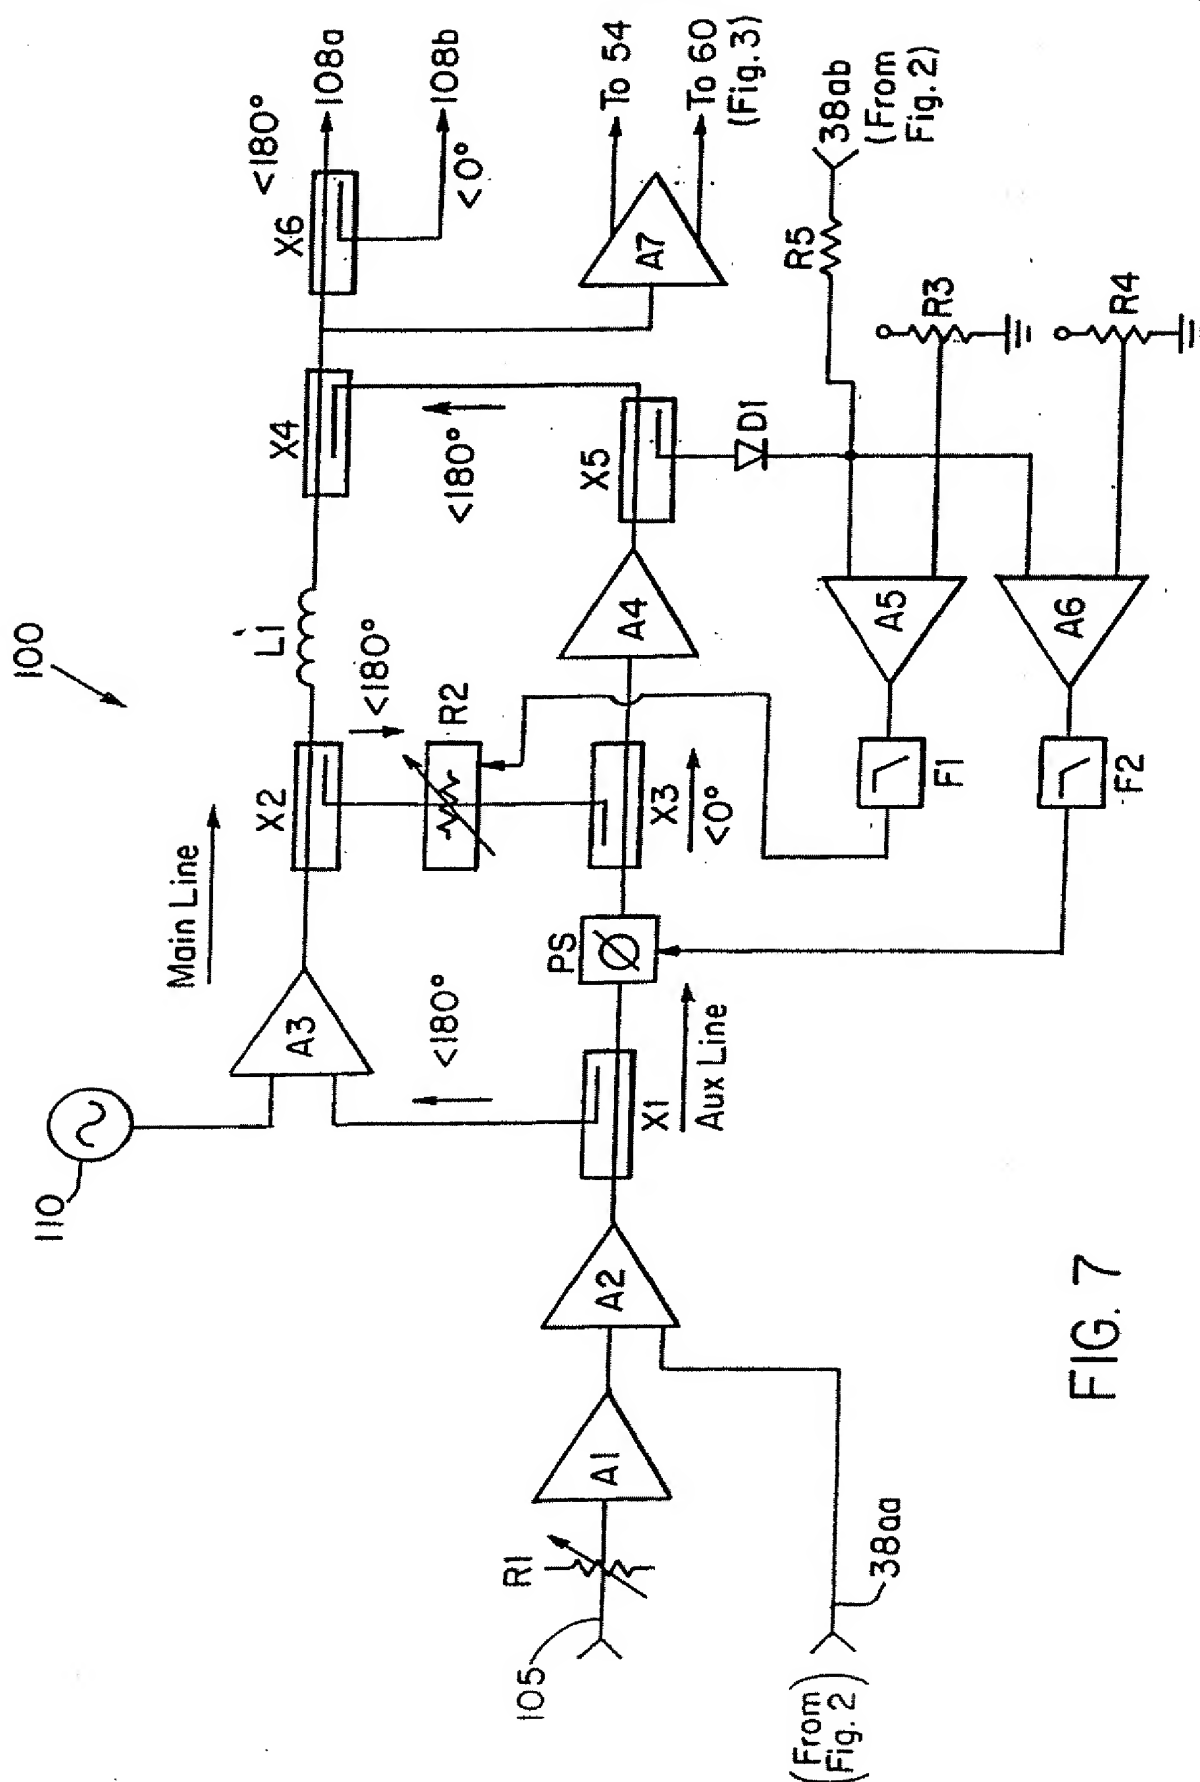 100
110
Main Line
X2
L1
X4
X6
<180°
108a
108b
<0°
A3
<180°
<180°
R2
<180°
To 54
To 60
(Fig. 3)
A7
105
R1
A1
A2
X1
Aux Line
PS
X3
<0°
A4
X5
D1
R5
38ab
(From
Fig. 2)
R3
R4
A5
A6
F1
F2
(From
Fig. 2)
38aa
FIG. 7